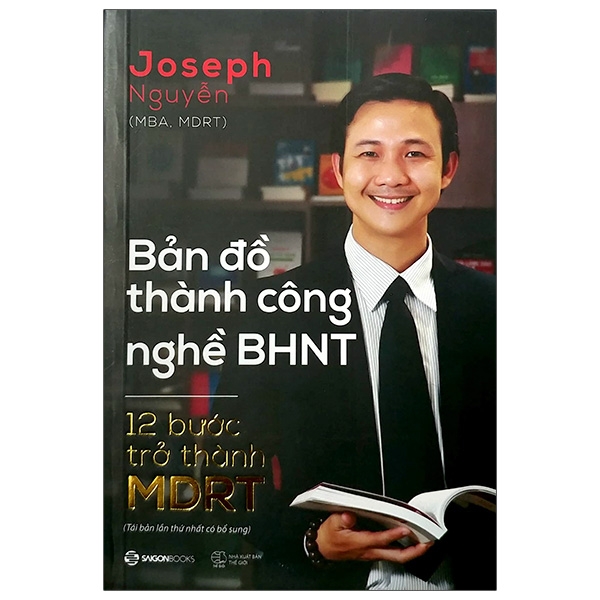 Joseph
Nguyễn
(MBA, MDRT)
Bản đồ
thành công
nghề BHNT
12 bước
trở thành
MDRT
(Tái bản lần thứ nhất có bổ sung)
SAIGONBOOKS
NHÀ XUẤT BẢN
THẾ GIỚI